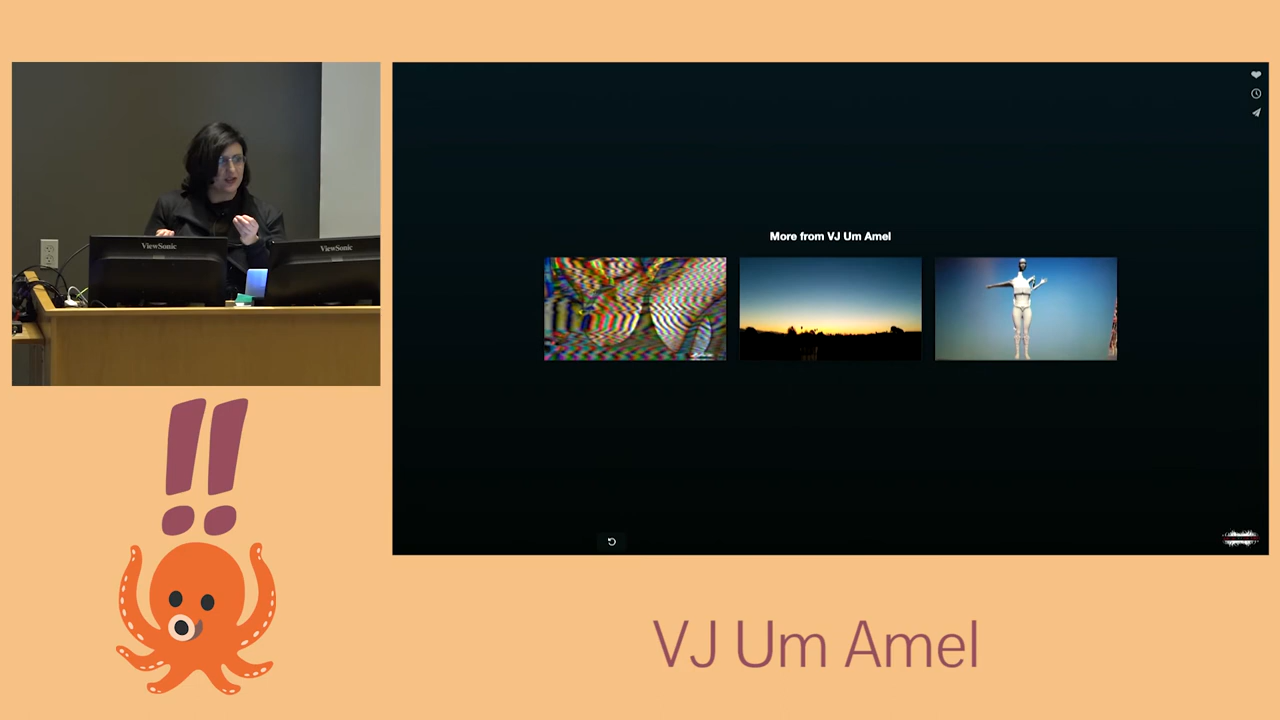 ViewSonic
ViewSonic
More from VJ Um Amel
!!
VJ Um Amel